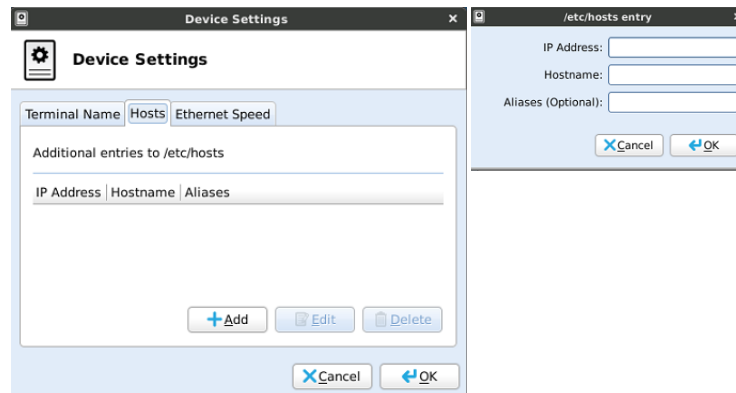 Device Settings
Device Settings
Terminal Name Hosts Ethernet Speed
Additional entries to /etc/hosts
IP Address Hostname Aliases
Add Edit Delete
Cancel OK
/etc/hosts entry
IP Address:
Hostname:
Aliases (Optional):
Cancel OK